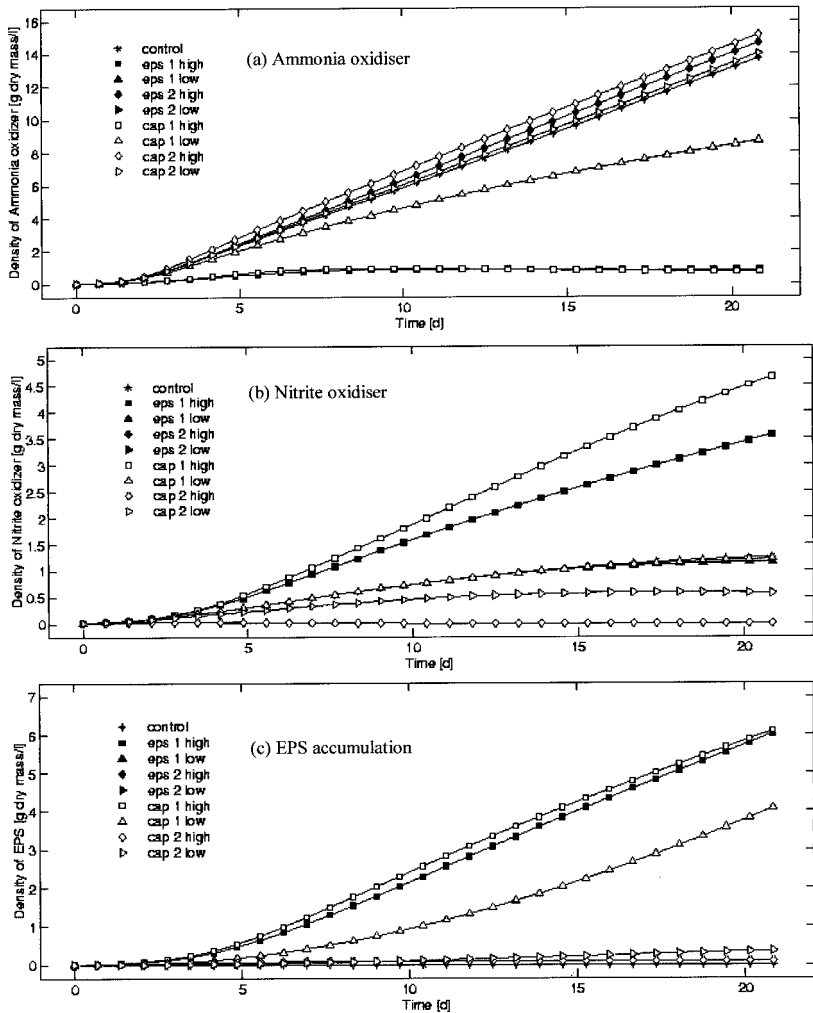 (a) Ammonia oxidiser
Density of Ammonia oxidizer [g dry mass/l]
16
14
12
10
8
6
4
2
0
control
eps 1 high
eps 1 low
eps 2 high
eps 2 low
cap 1 high
cap 1 low
cap 2 high
cap 2 low
0
5
10
15
20
Time [d]
(b) Nitrite oxidiser
Density of Nitrite oxidizer [g dry mass/l]
5
4.5
4
3.5
3
2.5
2
1.5
1
0.5
0
control
eps 1 high
eps 1 low
eps 2 high
eps 2 low
cap 1 high
cap 1 low
cap 2 high
cap 2 low
0
5
10
15
20
Time [d]
(c) EPS accumulation
Density of EPS [g dry mass/l]
7
6
5
4
3
2
1
0
control
eps 1 high
eps 1 low
eps 2 high
eps 2 low
cap 1 high
cap 1 low
cap 2 high
cap 2 low
0
5
10
15
20
Time [d]